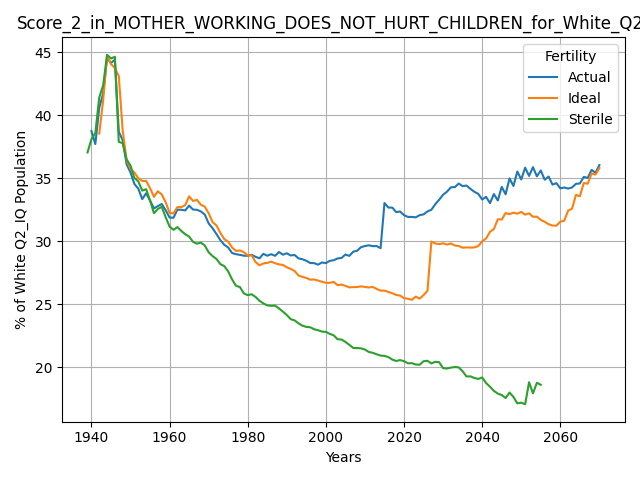 Score_2_in_MOTHER_WORKING_DOES_NOT_HURT_CHILDREN_for_White_Q2
Fertility
Actual
Ideal
Sterile
% of White Q2_IQ Population
45
40
35
30
25
20
1940 1960 1980 2000 2020 2040 2060
Years